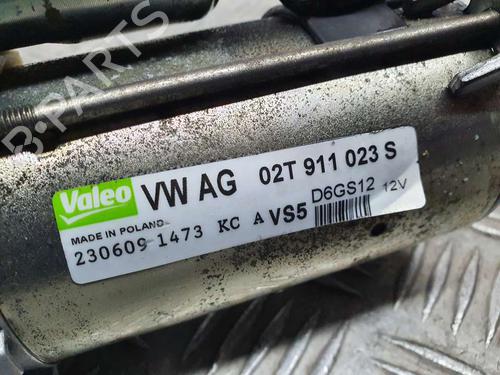 Valeo VW AG 02T 911 023 S
MADE IN POLAND D6GS12 12V
230609 1473 KC A VS5
B-PARTS